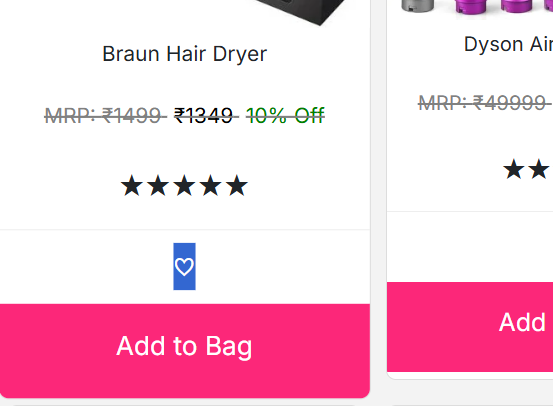 Braun Hair Dryer
MRP: ₹1499 ₹1349 10% Off
★★★★★
Add to Bag
Dyson Air
MRP: ₹49999
★★
Add